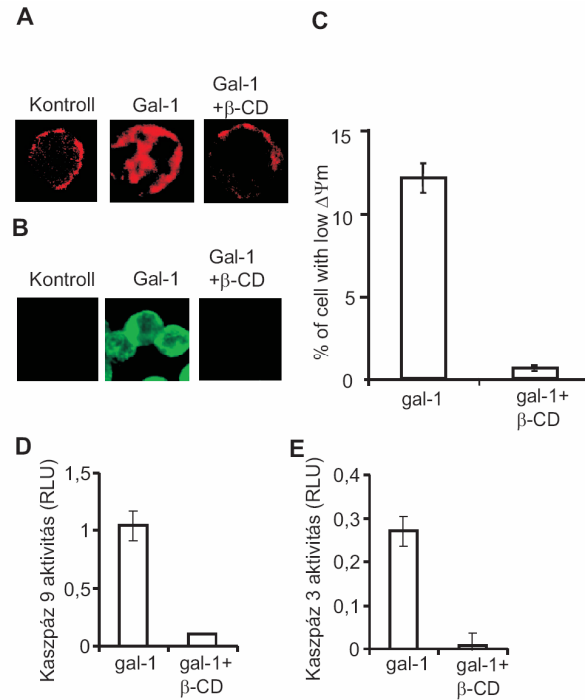 A
Kontroll
Gal-1
Gal-1
+β-CD
B
Kontroll
Gal-1
Gal-1
+β-CD
C
% of cell with low ΔΨm
15
10
5
0
gal-1
gal-1+
β-CD
D
Kaszpáz 9 aktivitás (RLU)
1,5
1
0,5
0
gal-1
gal-1+
β-CD
E
Kaszpáz 3 aktivitás (RLU)
0,4
0,3
0,2
0,1
0
gal-1
gal-1+
β-CD